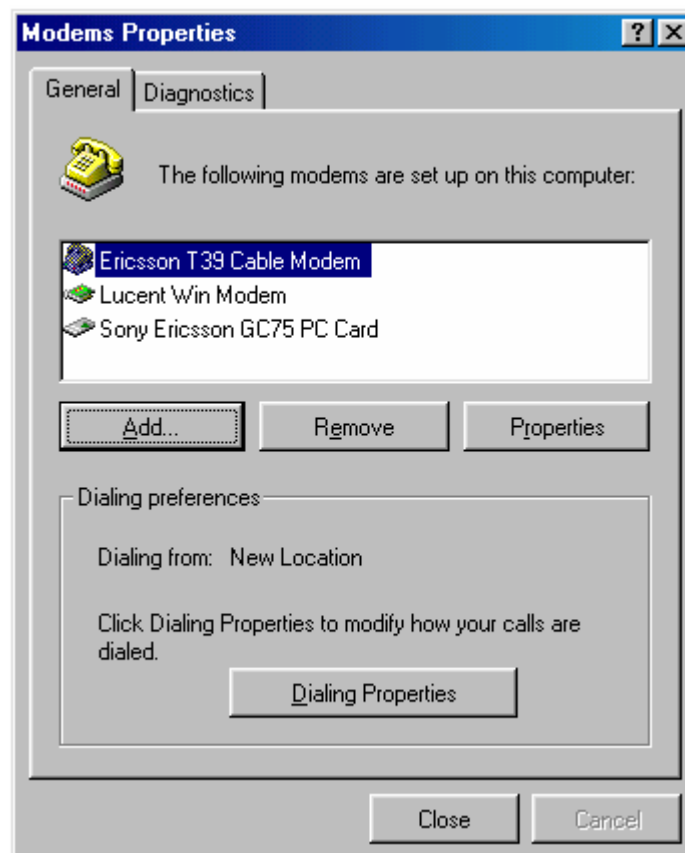 Modems Properties
General
Diagnostics
The following modems are set up on this computer:
Ericsson T39 Cable Modem
Lucent Win Modem
Sony Ericsson GC75 PC Card
Add...
Remove
Properties
Dialing preferences
Dialing from: New Location
Click Dialing Properties to modify how your calls are
dialed.
Dialing Properties
Close
Cancel